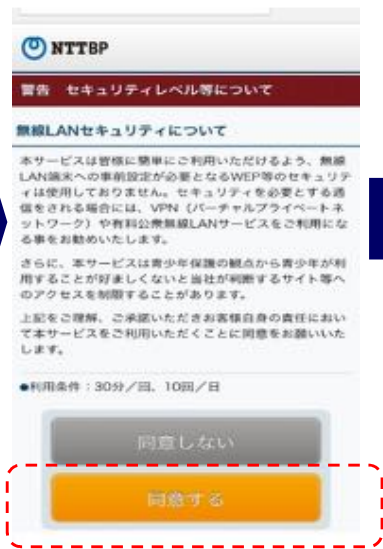 NTTBP
警告 セキュリティレベル等について
無線LANセキュリティについて
本サービスは皆様に簡単にご利用いただけるよう、無線
LAN端末への事前設定が必要となるWEP等のセキュリテ
ィは使用しておりません。セキュリティを必要とする通
信をされる場合には、VPN（バーチャルプライベートネ
ットワーク）や有料公衆無線LANサービスをご利用にな
る事をお勧めいたします。
さらに、本サービスは青少年保護の観点から青少年が利
用することが好ましくないと当社が判断するサイト等へ
のアクセスを制限することがあります。
上記をご理解、ご承諾いただきお客様自身の責任におい
て本サービスをご利用いただくことに同意をお願いいた
します。
●利用条件：30分／回、10回／日
同意しない
同意する